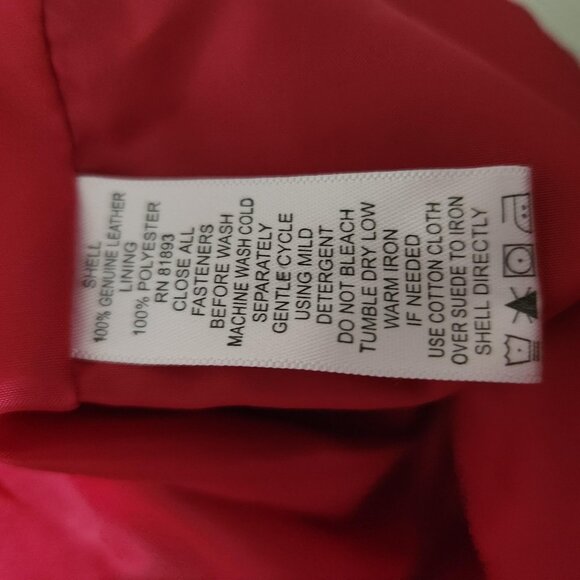 SHELL
100% GENUINE LEATHER
LINING
100% POLYESTER
RN 81893
CLOSE ALL
FASTENERS
BEFORE WASH
MACHINE WASH COLD
SEPARATELY
GENTLE CYCLE
USING MILD
DETERGENT
DO NOT BLEACH
TUMBLE DRY LOW
WARM IRON
IF NEEDED
USE COTTON CLOTH
OVER SUEDE TO IRON
SHELL DIRECTLY